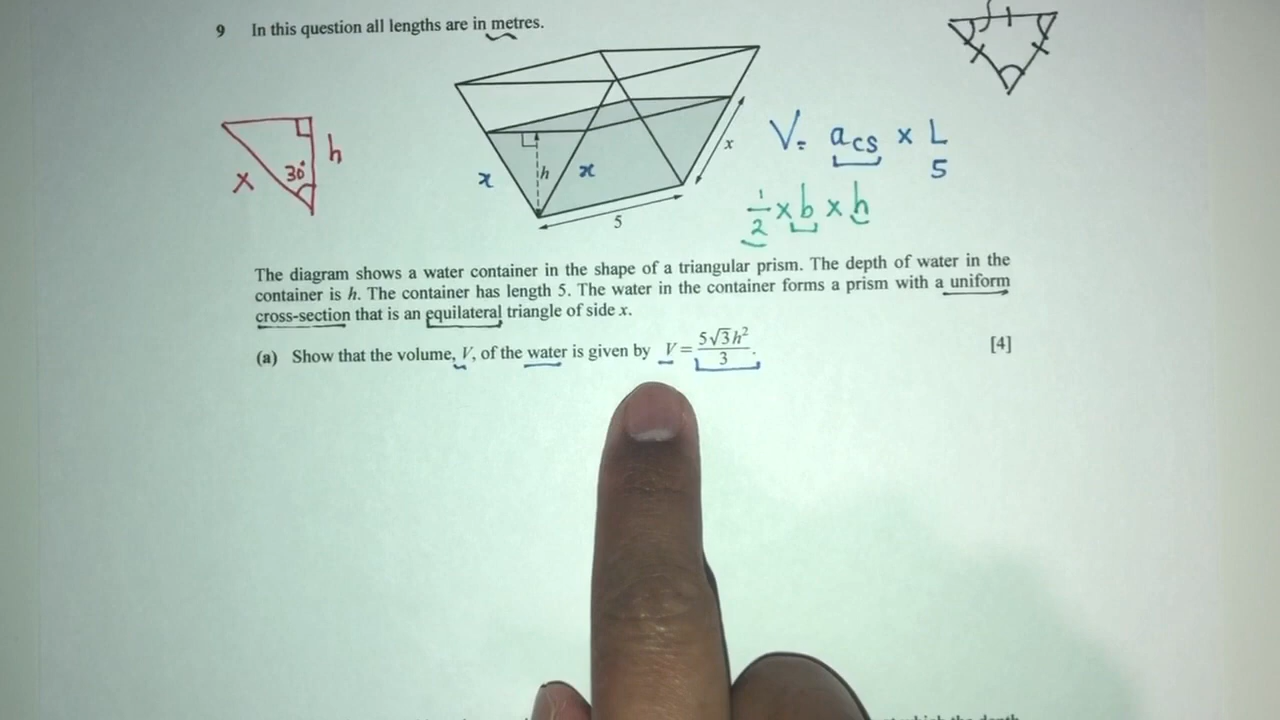 9 In this question all lengths are in metres.
h
x
30°
x
h
x
x
5
V = acs x L
5
1/2 x b x h
The diagram shows a water container in the shape of a triangular prism. The depth of water in the
container is h. The container has length 5. The water in the container forms a prism with a uniform
cross-section that is an equilateral triangle of side x.
(a) Show that the volume, V, of the water is given by V = 5√3h²/3. [4]